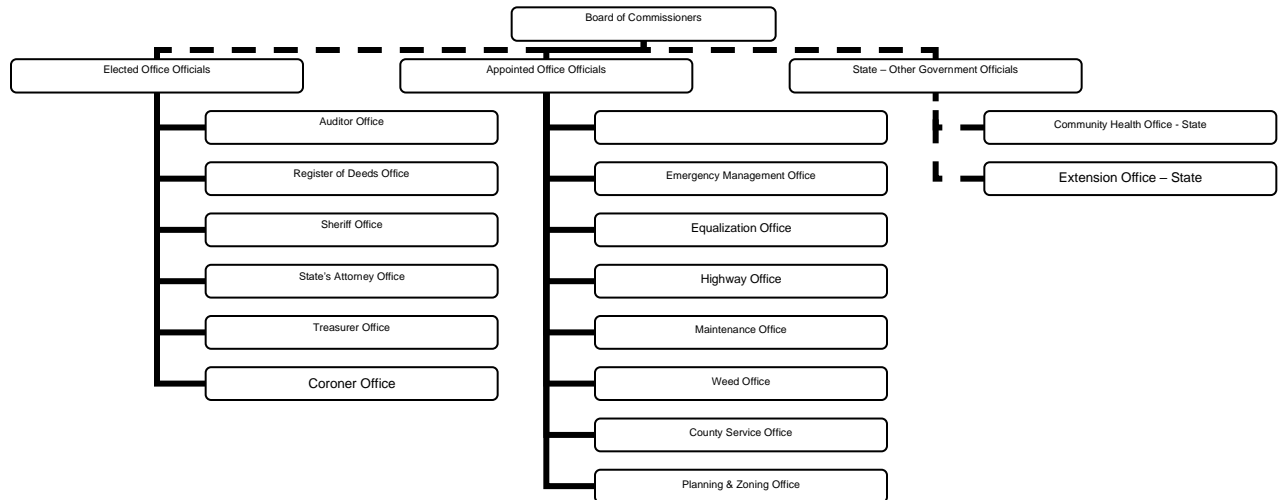 Board of Commissioners
Elected Office Officials
Appointed Office Officials
State – Other Government Officials
Auditor Office
Register of Deeds Office
Sheriff Office
State's Attorney Office
Treasurer Office
Coroner Office
Emergency Management Office
Equalization Office
Highway Office
Maintenance Office
Weed Office
County Service Office
Planning & Zoning Office
Community Health Office - State
Extension Office – State